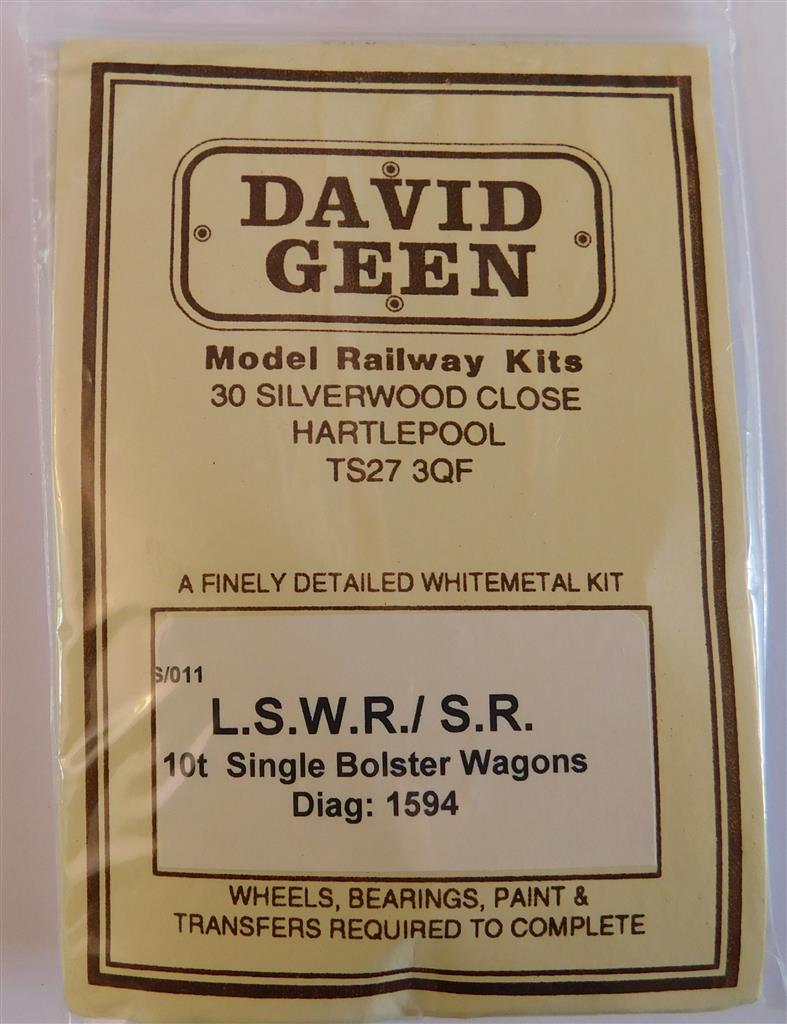 DAVID
GEEN
Model Railway Kits
30 SILVERWOOD CLOSE
HARTLEPOOL
TS27 3QF
A FINELY DETAILED WHITEMETAL KIT
S/011
L.S.W.R./ S.R.
10t Single Bolster Wagons
Diag: 1594
WHEELS, BEARINGS, PAINT &
TRANSFERS REQUIRED TO COMPLETE